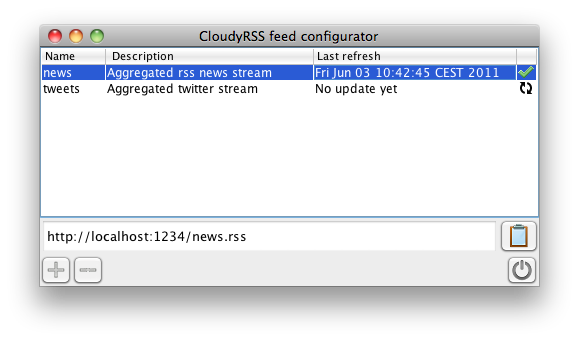 CloudyRSS feed configurator
Name Description Last refresh
news Aggregated rss news stream Fri Jun 03 10:42:45 CEST 2011
tweets Aggregated twitter stream No update yet
http://localhost:1234/news.rss